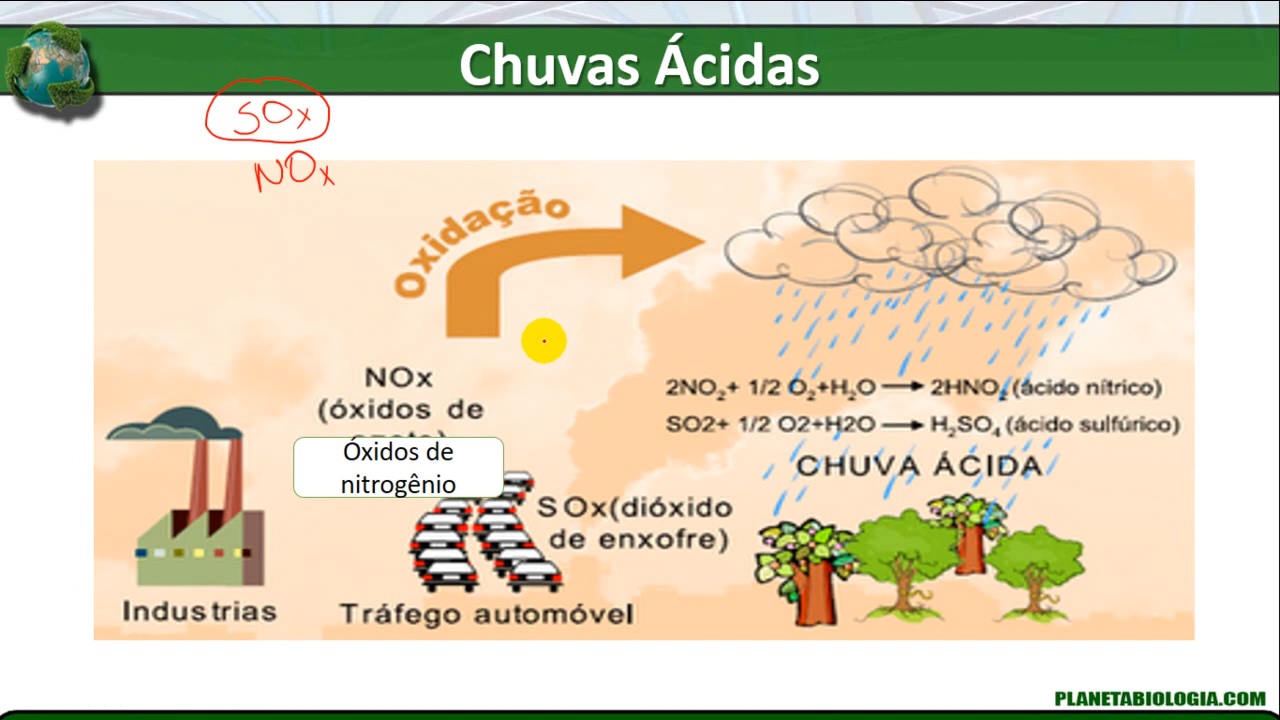 Chuvas Ácidas
SOx
NOx
Oxidação
NOx
(óxidos de
Óxidos de
nitrogênio
SOx(dióxido
de enxofre)
Industrias
Tráfego automóvel
2NO₂+ 1/2 O₂+H₂O → 2HNO₂ (ácido nítrico)
SO2+ 1/2 O2+H2O → H₂SO₄ (ácido sulfúrico)
CHUVA ÁCIDA
PLANETABIOLOGIA.COM